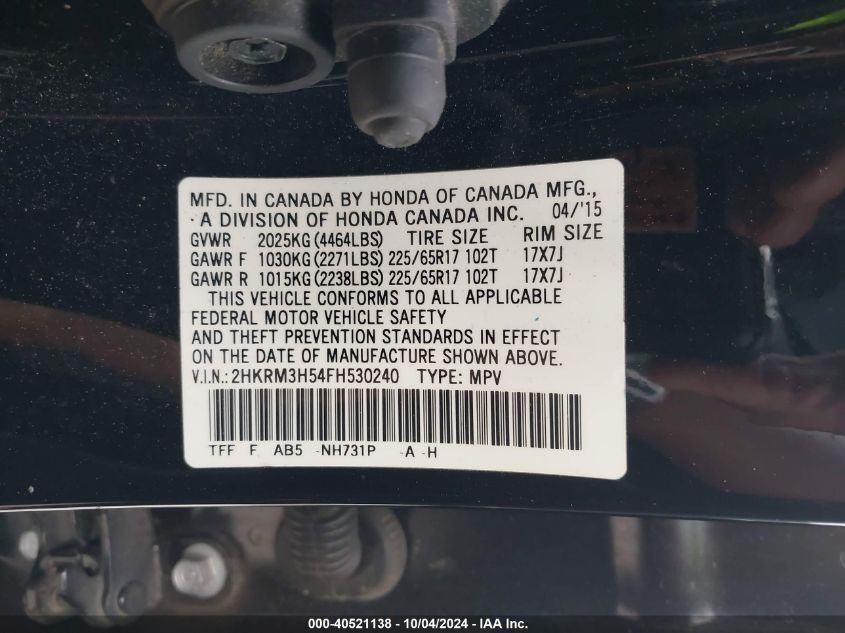 MFD. IN CANADA BY HONDA OF CANADA MFG.,
A DIVISION OF HONDA CANADA INC. 04/'15
GVWR 2025KG (4464LBS) TIRE SIZE RIM SIZE
GAWR F 1030KG (2271LBS) 225/65R17 102T 17X7J
GAWR R 1015KG (2238LBS) 225/65R17 102T 17X7J
THIS VEHICLE CONFORMS TO ALL APPLICABLE
FEDERAL MOTOR VEHICLE SAFETY
AND THEFT PREVENTION STANDARDS IN EFFECT
ON THE DATE OF MANUFACTURE SHOWN ABOVE.
V.I.N.: 2HKRM3H54FH530240 TYPE: MPV
TFF F AB5 -NH731P -A -H
000-40521138 - 10/04/2024 - IAA Inc.